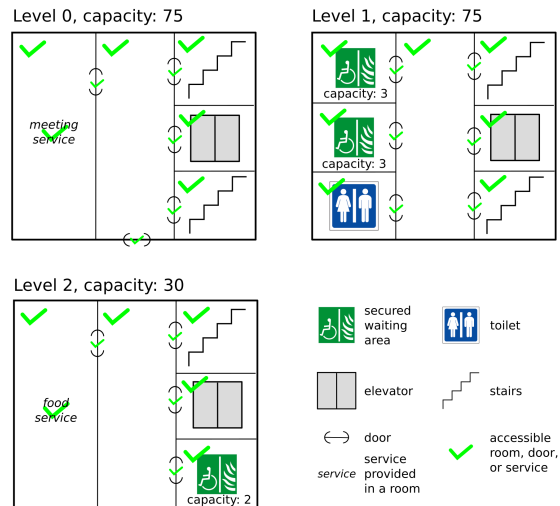 Level 0, capacity: 75
meeting
service
Level 1, capacity: 75
capacity: 3
capacity: 3
Level 2, capacity: 30
food
service
capacity: 2
secured
waiting
area
toilet
elevator
stairs
door
service
service
provided
in a room
accessible
room, door,
or service